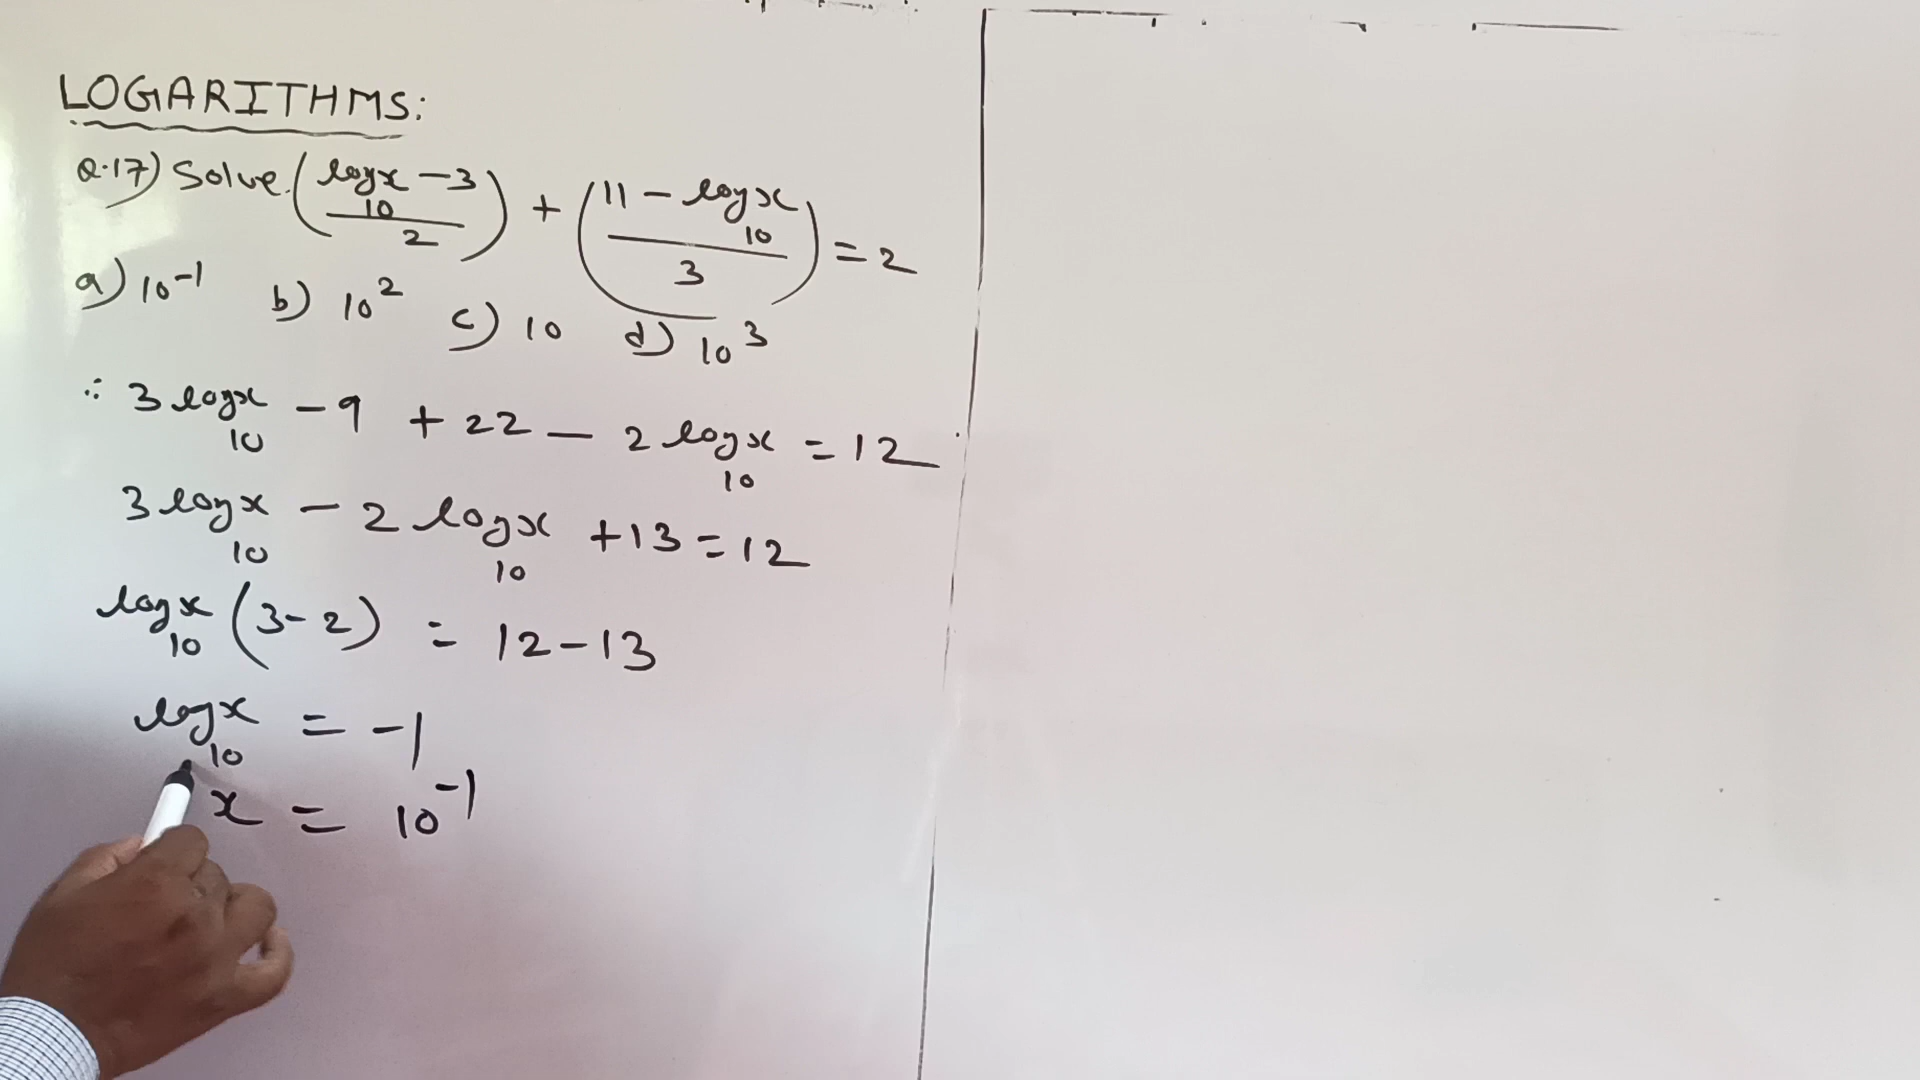 LOGARITHMS:
Q.17) Solve. (log₁₀x - 3 / 2) + (11 - log₁₀x / 3) = 2
a) 10⁻¹ b) 10² c) 10 d) 10³
∴ 3 log₁₀x - 9 + 22 - 2 log₁₀x = 12
3 log₁₀x - 2 log₁₀x + 13 = 12
log₁₀x (3-2) = 12-13
log₁₀x = -1
x = 10⁻¹